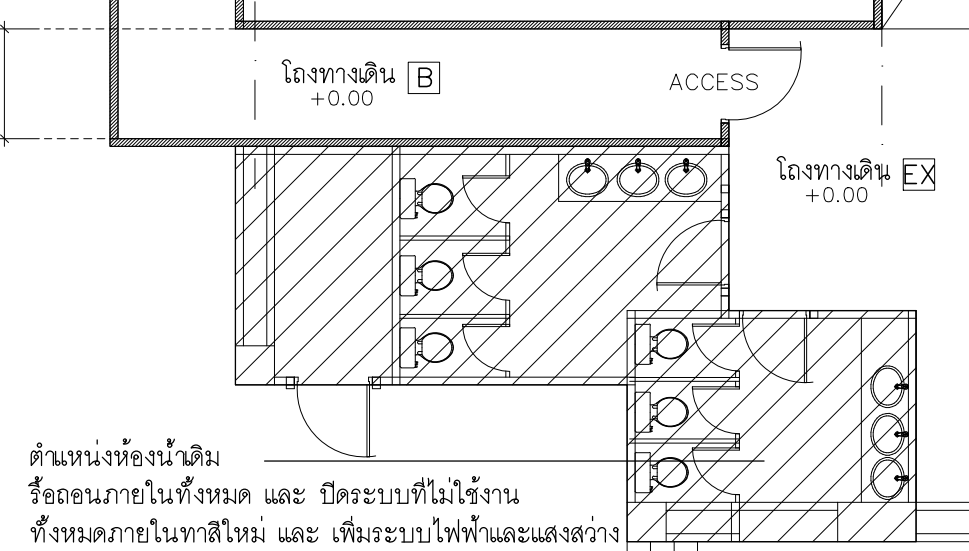 โถงทางเดิน B
+0.00
ACCESS
โถงทางเดิน EX
+0.00
ตำแหน่งห้องน้ำเดิม
รื้อถอนภายในทั้งหมด และ ปิดระบบที่ไม่ใช้งาน
ทั้งหมดภายในทาสีใหม่ และ เพิ่มระบบไฟฟ้าและแสงสว่าง